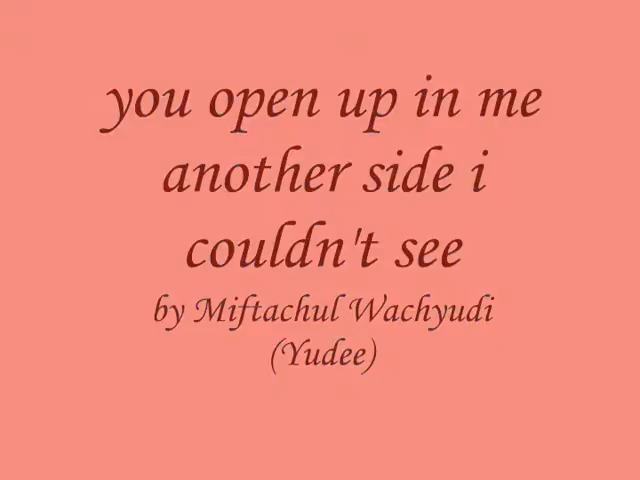 you open up in me
another side i
couldn't see
by Miftachul Wachyudi
(Yudee)